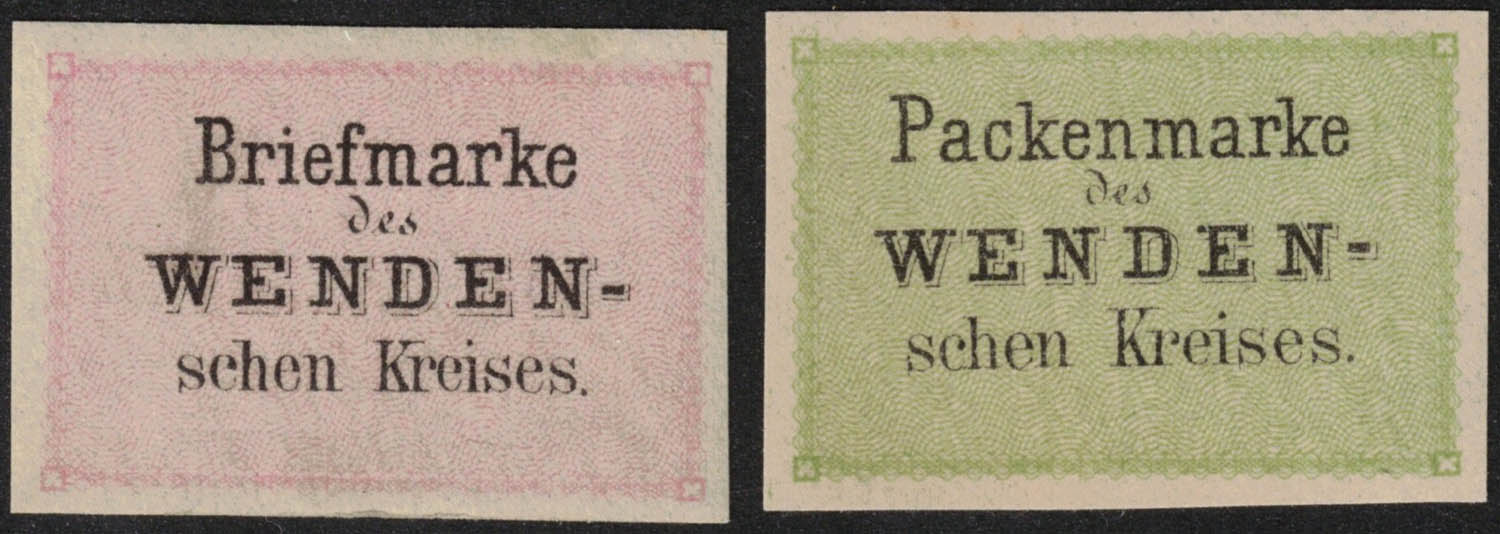 Briefmarke
des
WENDEN-
schen Kreises.
Packenmarke
des
WENDEN-
schen Kreises.